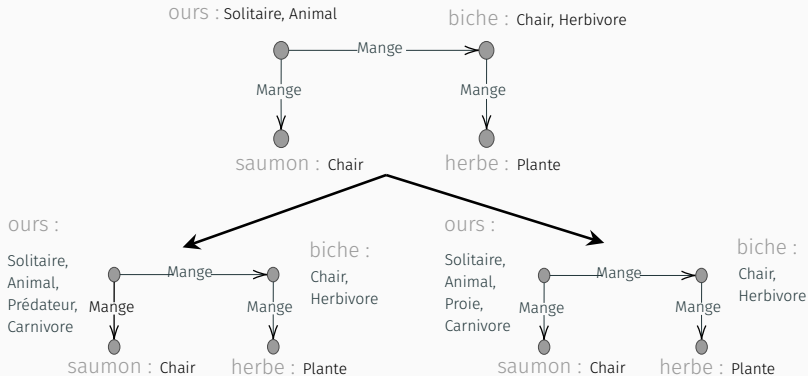 ours : Solitaire, Animal
biche : Chair, Herbivore
Mange
Mange
Mange
saumon : Chair
herbe : Plante
ours :
Solitaire,
Animal,
Prédateur,
Carnivore
biche :
Chair,
Herbivore
Mange
Mange
Mange
saumon : Chair
herbe : Plante
ours :
Solitaire,
Animal,
Proie,
Carnivore
biche :
Chair,
Herbivore
Mange
Mange
Mange
saumon : Chair
herbe : Plante